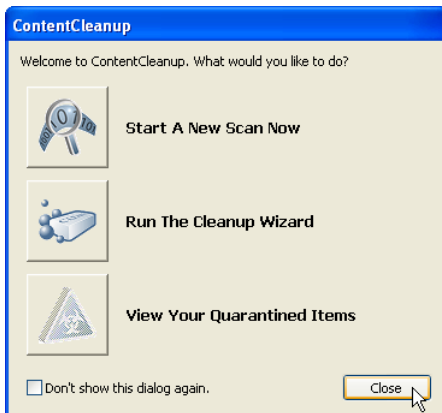 ContentCleanup
Welcome to ContentCleanup. What would you like to do?
Start A New Scan Now
Run The Cleanup Wizard
View Your Quarantined Items
Don't show this dialog again.
Close